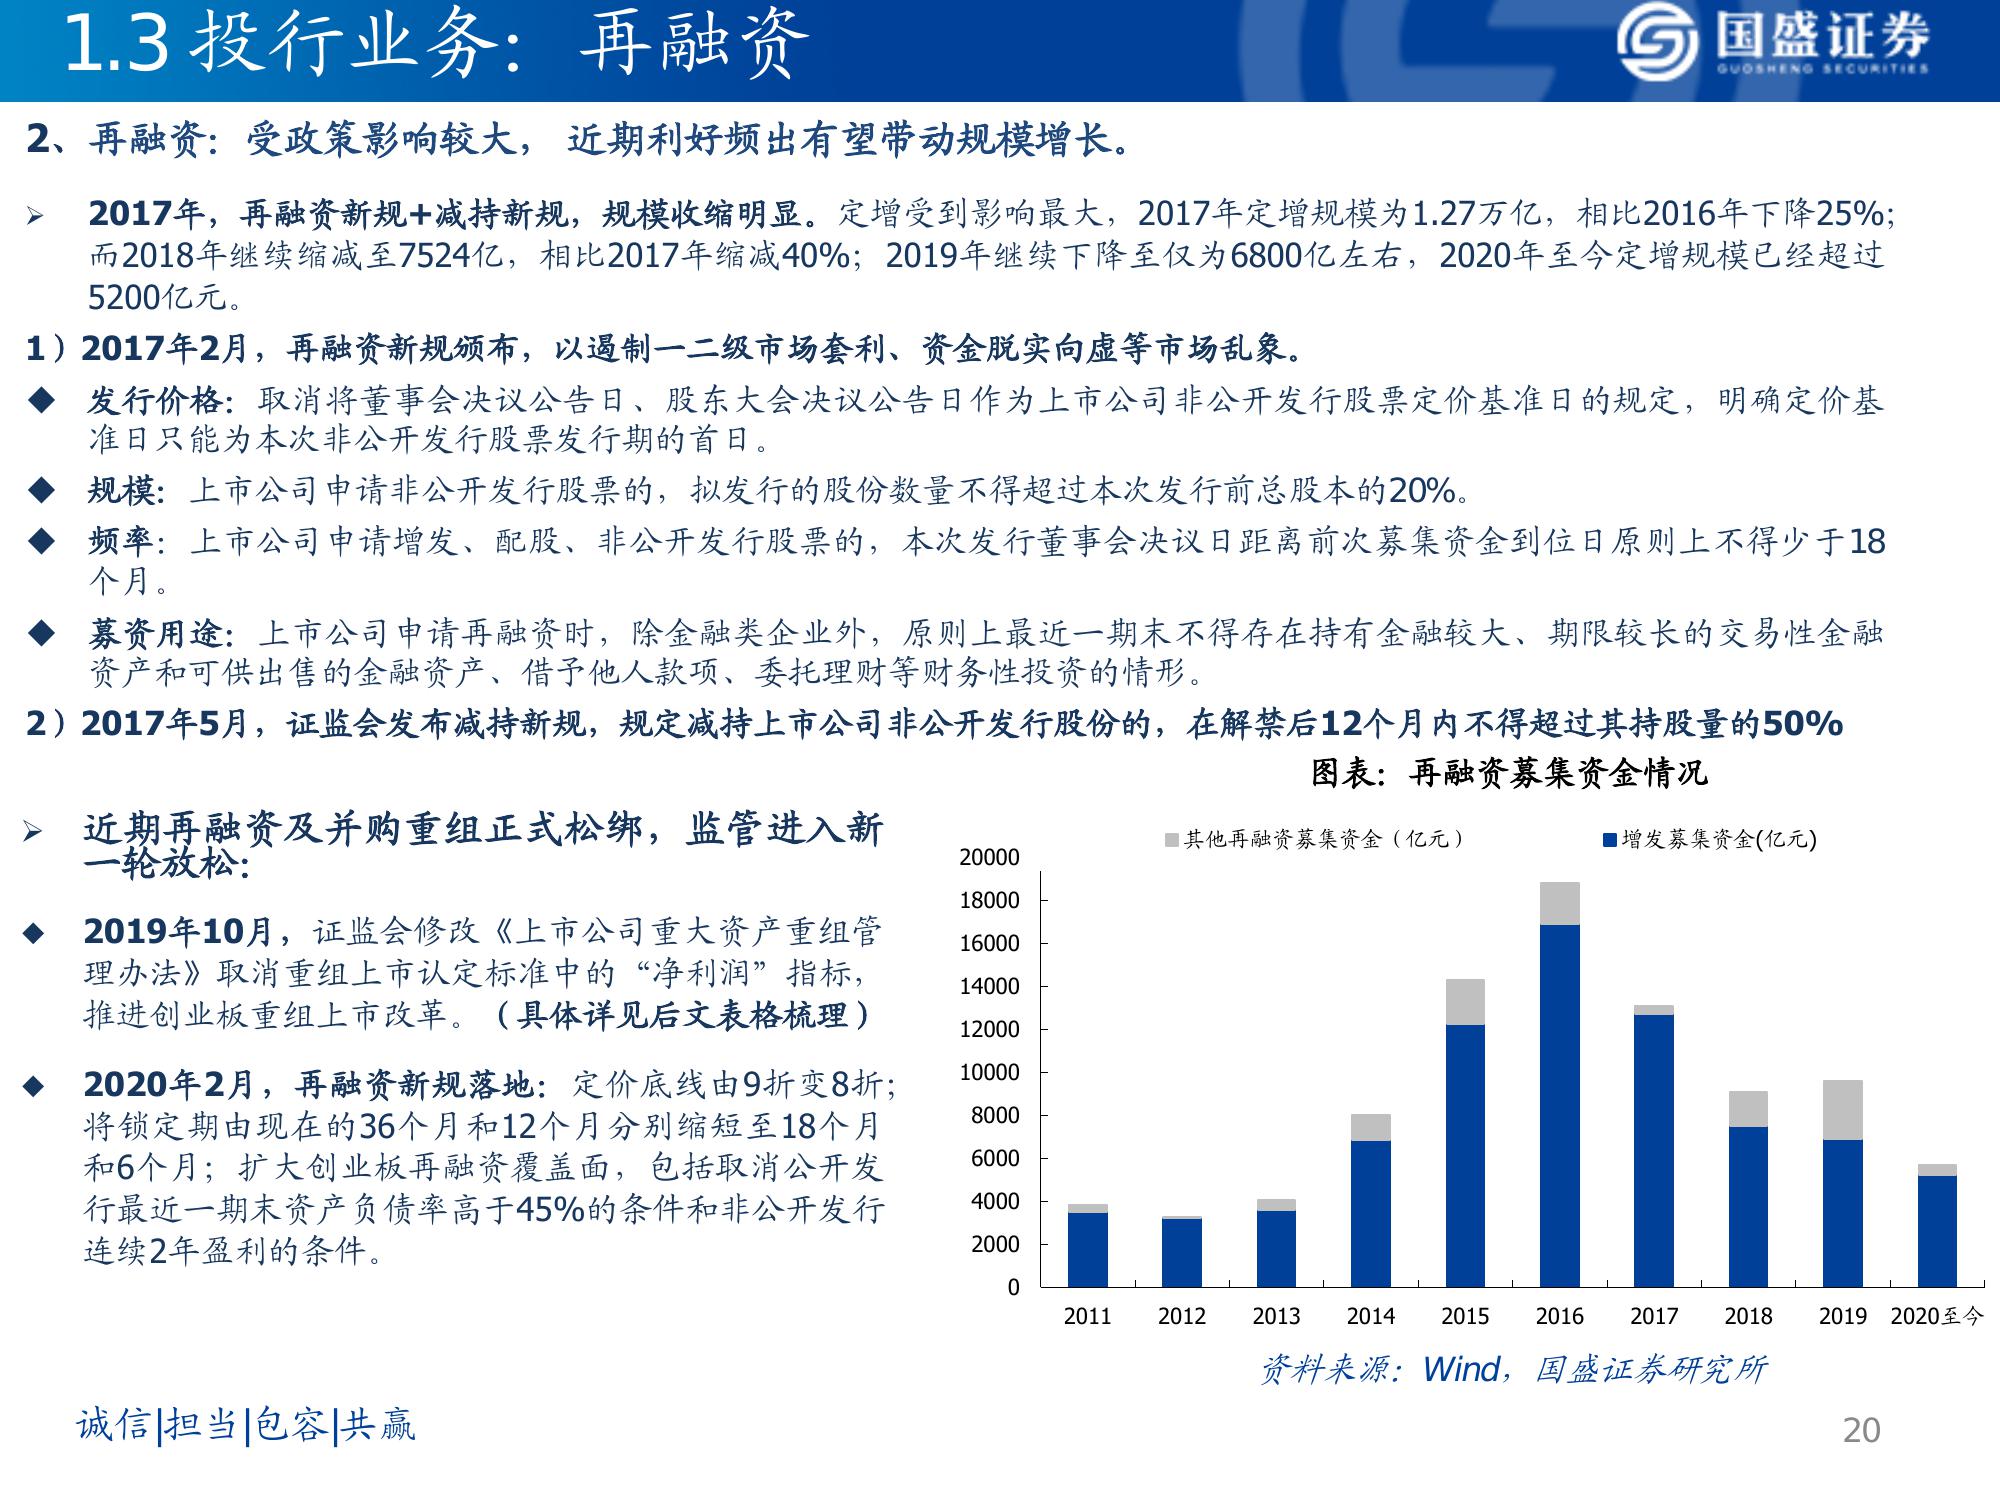 1.3 投行业务：再融资
国盛证券
GUOSHENG SECURITIES
2、再融资：受政策影响较大， 近期利好频出有望带动规模增长。
➢ 2017年，再融资新规+减持新规，规模收缩明显。定增受到影响最大，2017年定增规模为1.27万亿，相比2016年下降25%；
而2018年继续缩减至7524亿，相比2017年缩减40%；2019年继续下降至仅为6800亿左右，2020年至今定增规模已经超过
5200亿元。
1）2017年2月，再融资新规颁布，以遏制一二级市场套利、资金脱实向虚等市场乱象。
◆ 发行价格：取消将董事会决议公告日、股东大会决议公告日作为上市公司非公开发行股票定价基准日的规定，明确定价基
准日只能为本次非公开发行股票发行期的首日。
◆ 规模：上市公司申请非公开发行股票的，拟发行的股份数量不得超过本次发行前总股本的20%。
◆ 频率：上市公司申请增发、配股、非公开发行股票的，本次发行董事会决议日距离前次募集资金到位日原则上不得少于18
个月。
◆ 募资用途：上市公司申请再融资时，除金融类企业外，原则上最近一期末不得存在持有金融较大、期限较长的交易性金融
资产和可供出售的金融资产、借予他人款项、委托理财等财务性投资的情形。
2）2017年5月，证监会发布减持新规，规定减持上市公司非公开发行股份的，在解禁后12个月内不得超过其持股量的50%
➢ 近期再融资及并购重组正式松绑，监管进入新
一轮放松：
◆ 2019年10月，证监会修改《上市公司重大资产重组管
理办法》取消重组上市认定标准中的“净利润”指标，
推进创业板重组上市改革。（具体详见后文表格梳理）
◆ 2020年2月，再融资新规落地：定价底线由9折变8折；
将锁定期由现在的36个月和12个月分别缩短至18个月
和6个月；扩大创业板再融资覆盖面，包括取消公开发
行最近一期末资产负债率高于45%的条件和非公开发行
连续2年盈利的条件。
图表：再融资募集资金情况
其他再融资募集资金（亿元） 增发募集资金(亿元)
20000
18000
16000
14000
12000
10000
8000
6000
4000
2000
0
2011 2012 2013 2014 2015 2016 2017 2018 2019 2020至今
资料来源：Wind，国盛证券研究所
诚信|担当|包容|共赢
20